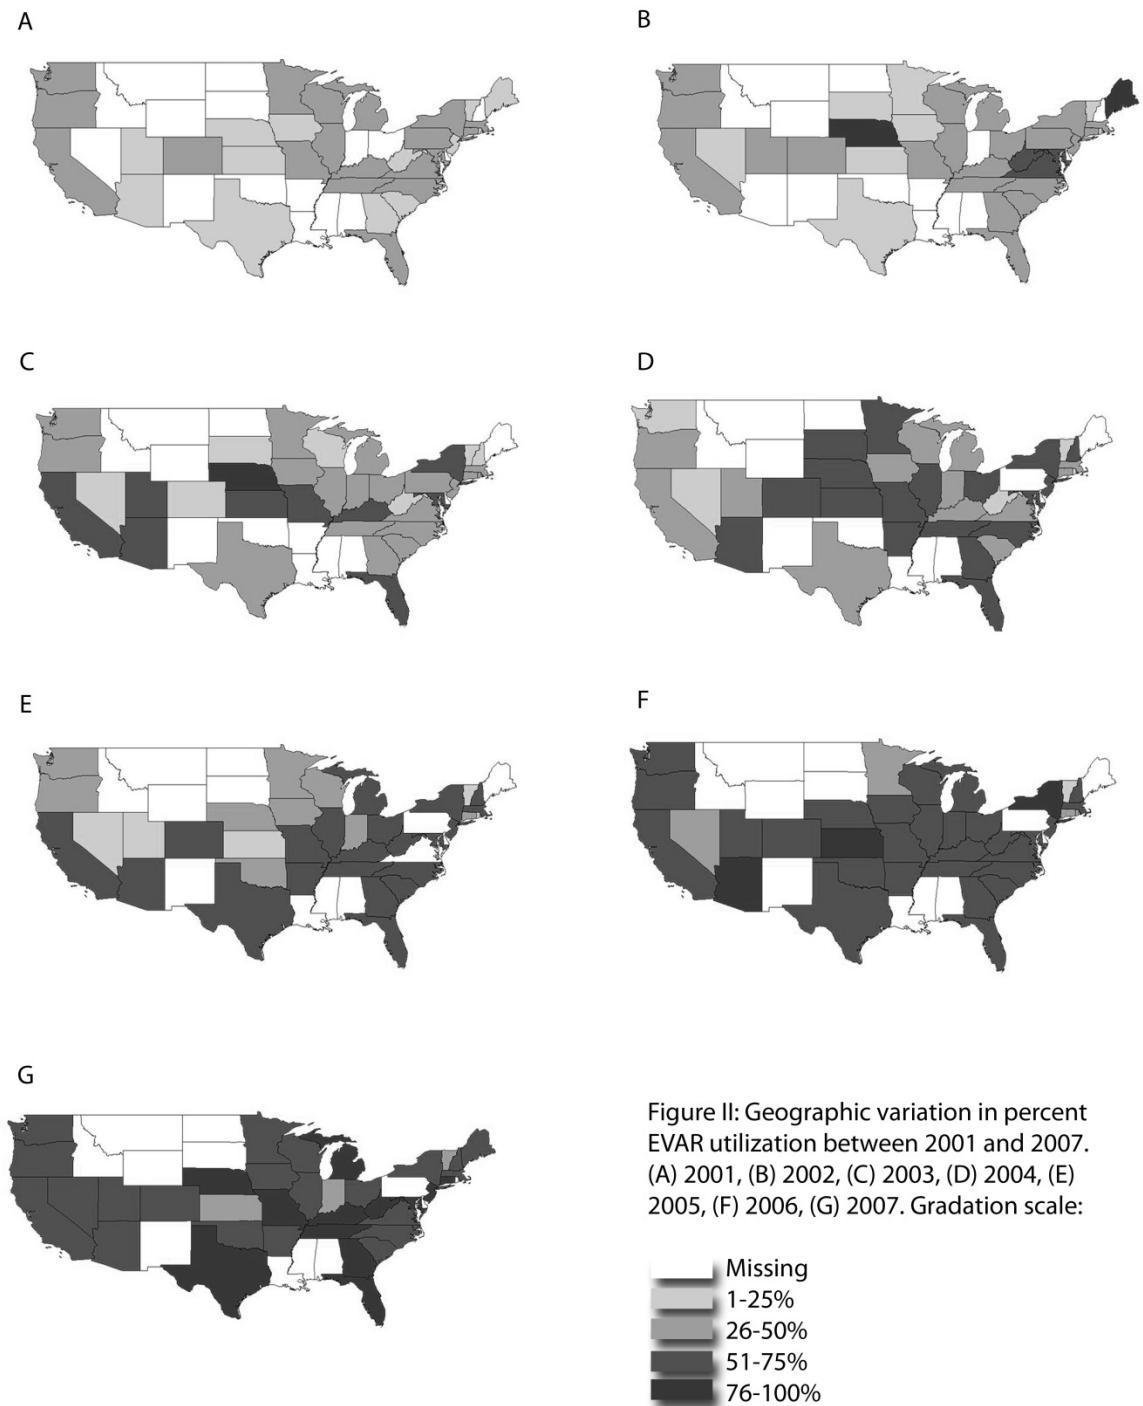 A
B
C
D
E
F
G
Figure II: Geographic variation in percent
EVAR utilization between 2001 and 2007.
(A) 2001, (B) 2002, (C) 2003, (D) 2004, (E)
2005, (F) 2006, (G) 2007. Gradation scale:
Missing
1-25%
26-50%
51-75%
76-100%